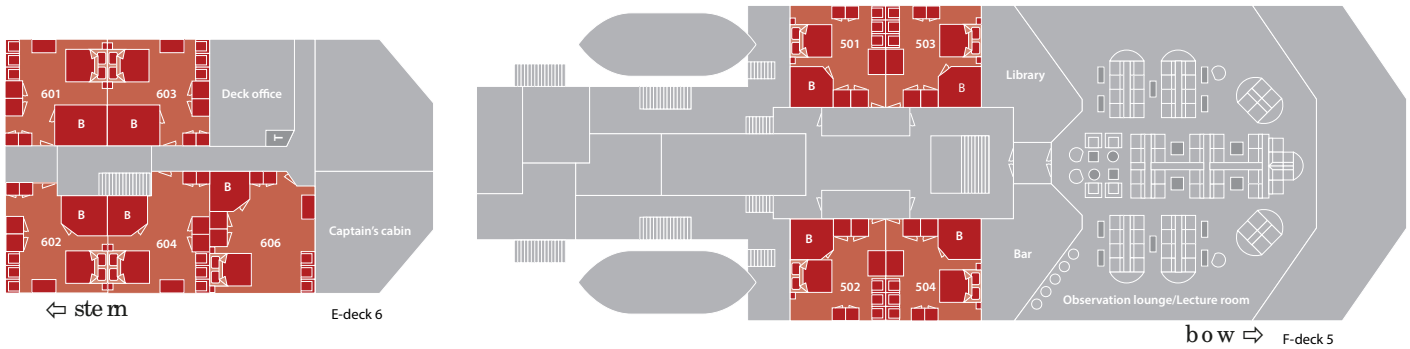 601
603
Deck office
B
B
T
B
B
B
602
604
606
Captain's cabin
⇦ stern
E-deck 6
501
503
B
B
Library
B
B
502
504
Bar
Observation lounge/Lecture room
bow ⇨
F-deck 5